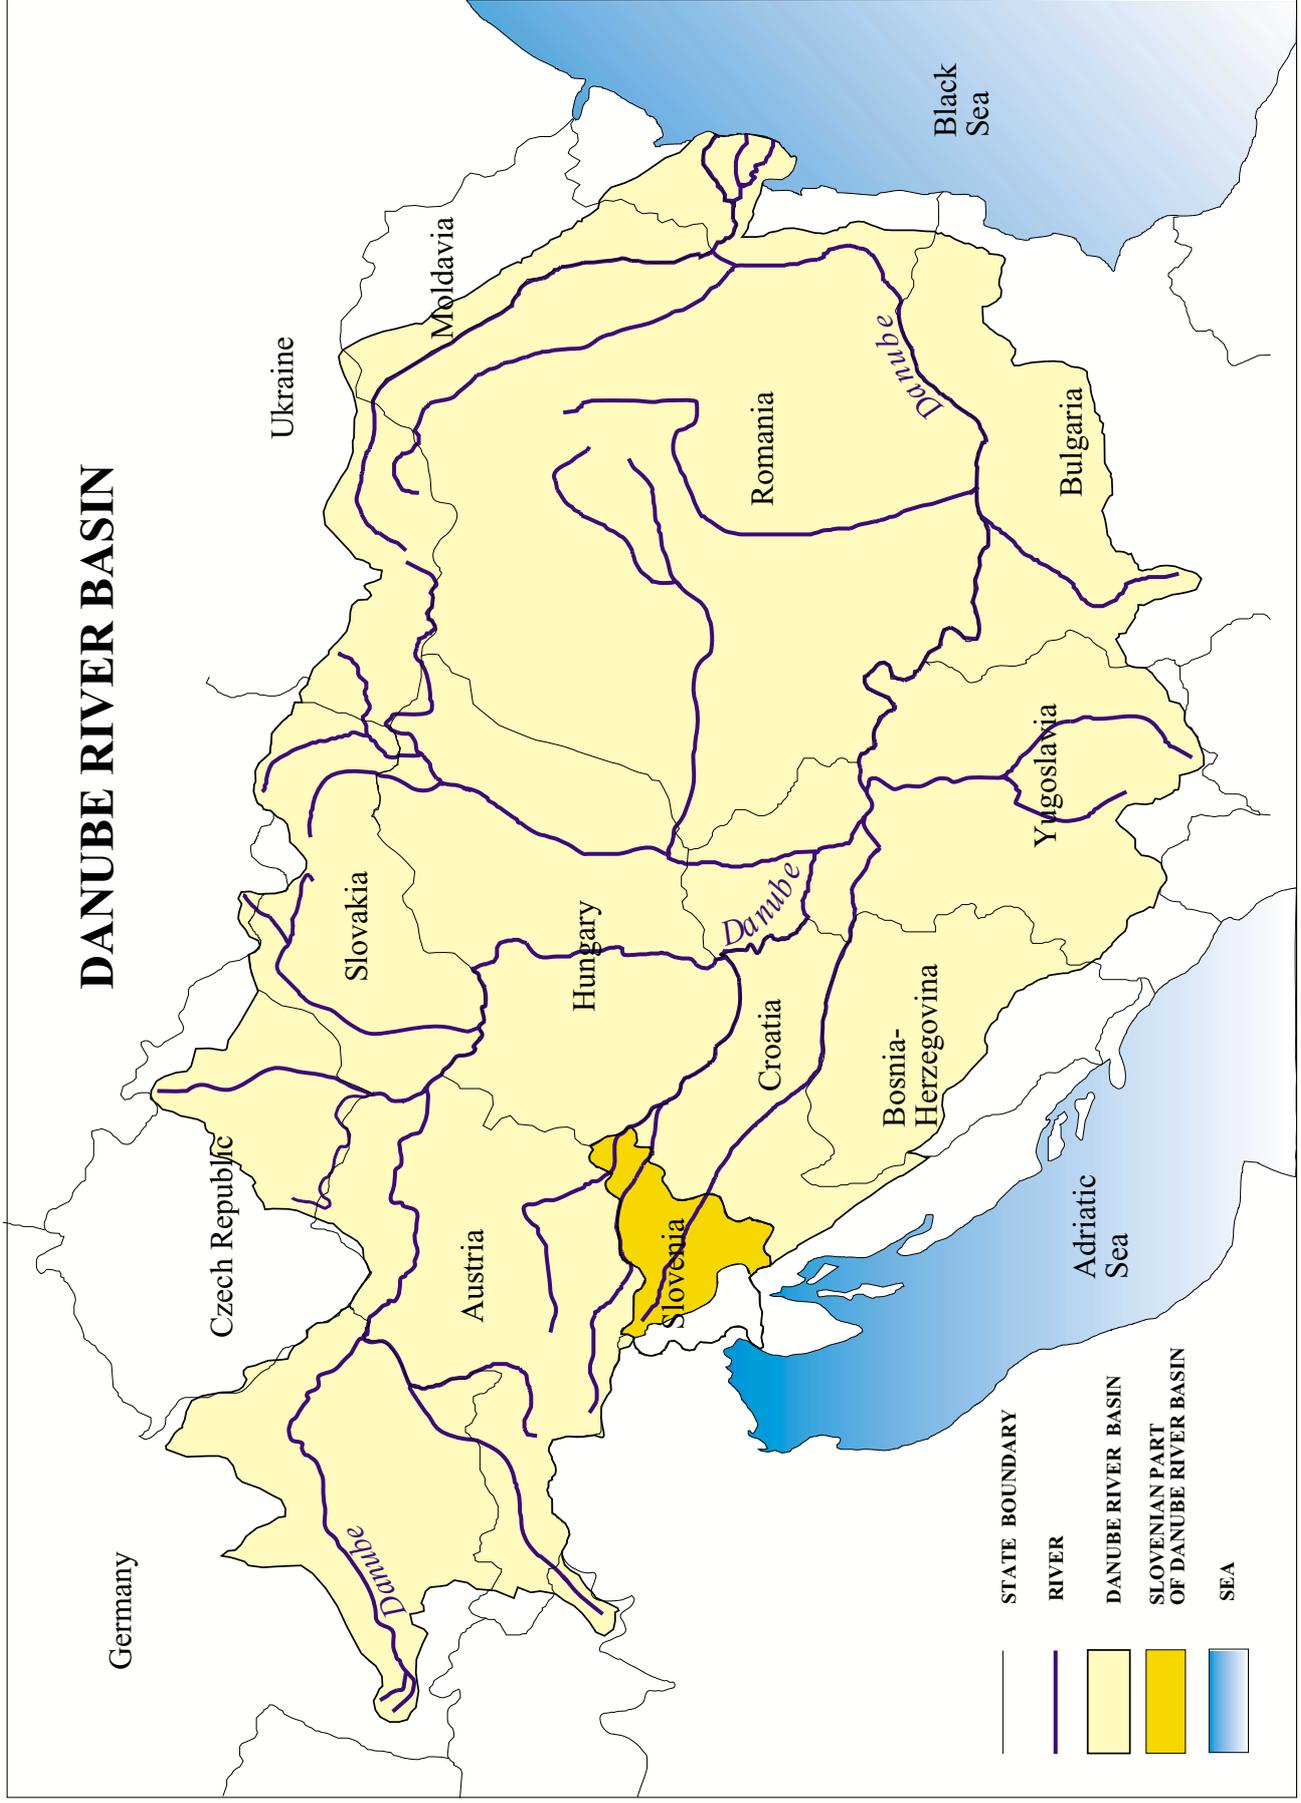 DANUBE RIVER BASIN
Germany
Czech Republic
Ukraine
Slovakia
Moldavia
Danube
Austria
Hungary
Slovenia
Danube
Croatia
Romania
Danube
Bosnia-
Herzegovina
Yugoslavia
Bulgaria
Black
Sea
Adriatic
Sea
STATE BOUNDARY
RIVER
DANUBE RIVER BASIN
SLOVENIAN PART
OF DANUBE RIVER BASIN
SEA